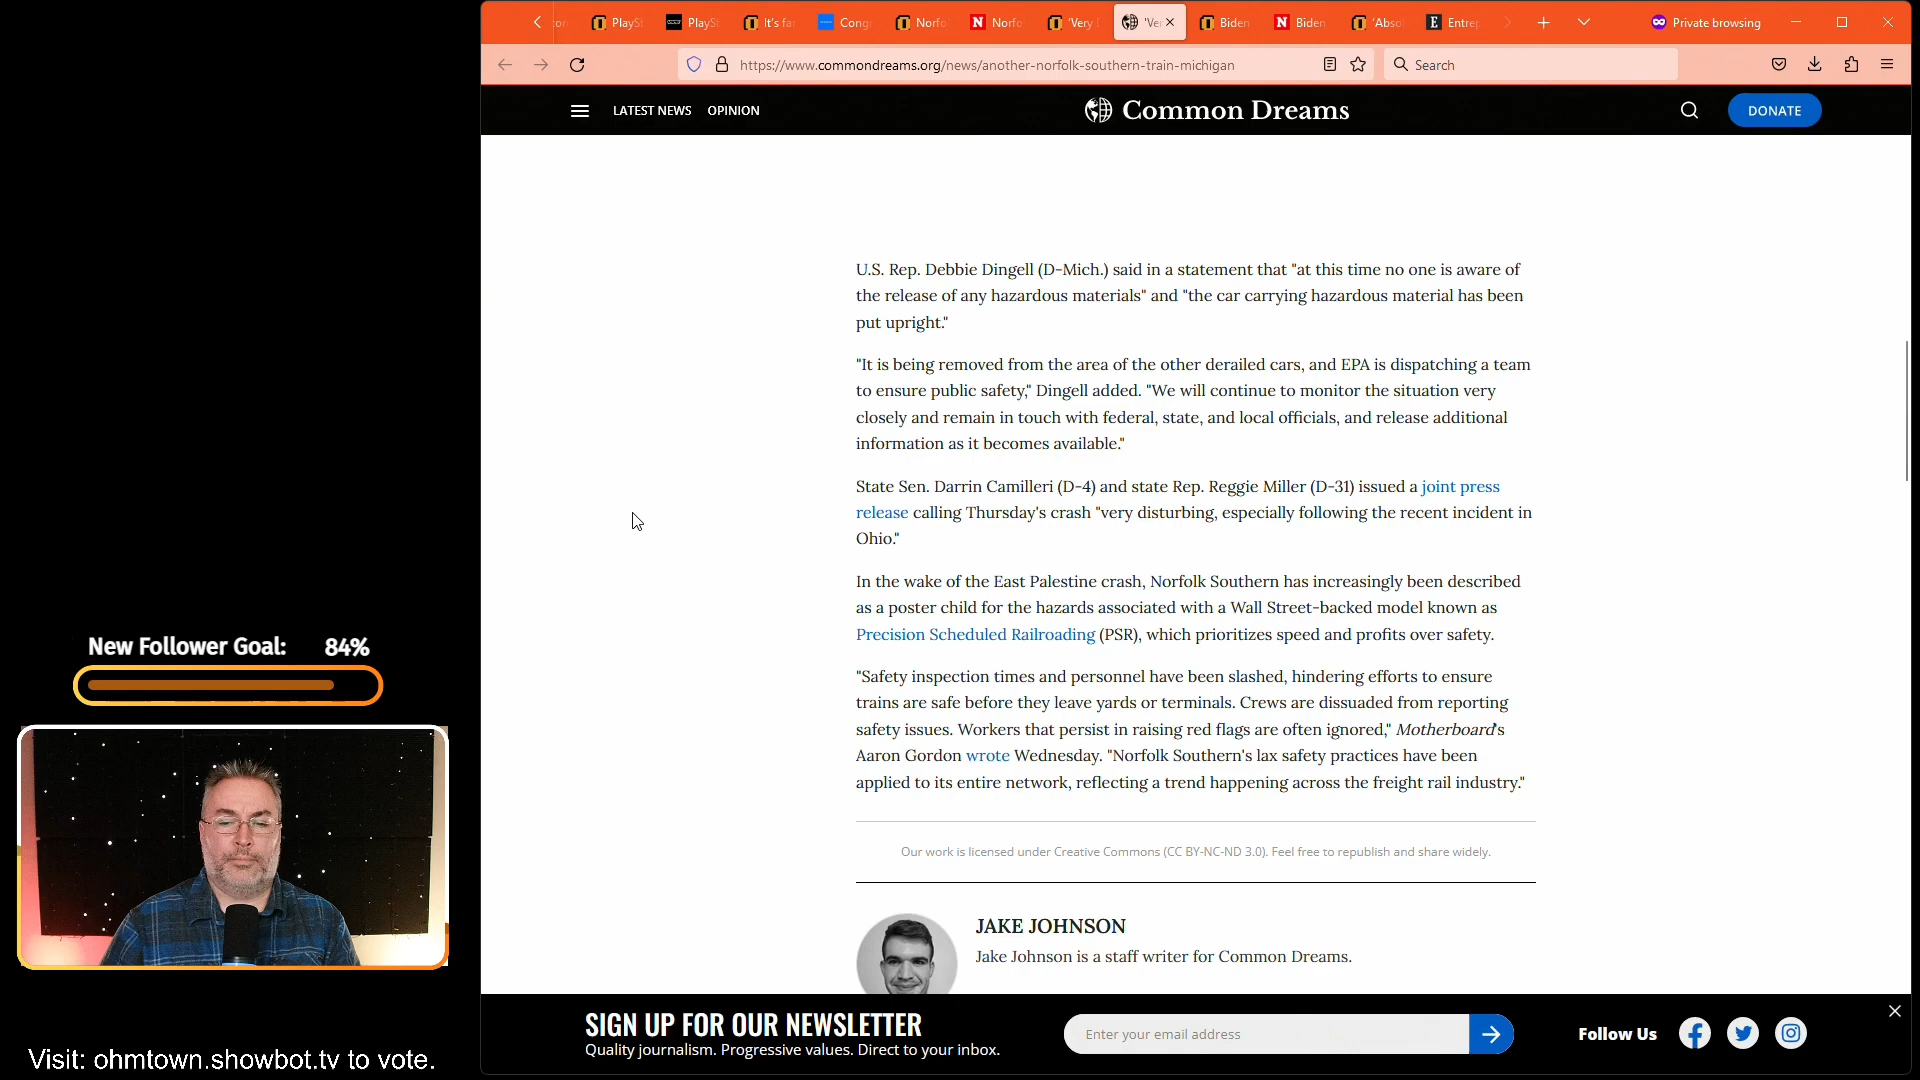 PlaySt
PlaySt
It's fa
Cong
Norfo
Norfo
'Very
'Ver
Biden
Biden
'Abso
Entrep
Private browsing
https://www.commondreams.org/news/another-norfolk-southern-train-michigan
Search
LATEST NEWS OPINION
Common Dreams
DONATE
U.S. Rep. Debbie Dingell (D-Mich.) said in a statement that "at this time no one is aware of
the release of any hazardous materials" and "the car carrying hazardous material has been
put upright."
"It is being removed from the area of the other derailed cars, and EPA is dispatching a team
to ensure public safety," Dingell added. "We will continue to monitor the situation very
closely and remain in touch with federal, state, and local officials, and release additional
information as it becomes available."
State Sen. Darrin Camilleri (D-4) and state Rep. Reggie Miller (D-31) issued a joint press
release calling Thursday's crash "very disturbing, especially following the recent incident in
Ohio."
In the wake of the East Palestine crash, Norfolk Southern has increasingly been described
as a poster child for the hazards associated with a Wall Street-backed model known as
Precision Scheduled Railroading (PSR), which prioritizes speed and profits over safety.
"Safety inspection times and personnel have been slashed, hindering efforts to ensure
trains are safe before they leave yards or terminals. Crews are dissuaded from reporting
safety issues. Workers that persist in raising red flags are often ignored," Motherboard's
Aaron Gordon wrote Wednesday. "Norfolk Southern's lax safety practices have been
applied to its entire network, reflecting a trend happening across the freight rail industry."
Our work is licensed under Creative Commons (CC BY-NC-ND 3.0). Feel free to republish and share widely.
JAKE JOHNSON
Jake Johnson is a staff writer for Common Dreams.
SIGN UP FOR OUR NEWSLETTER
Quality journalism. Progressive values. Direct to your inbox.
Enter your email address
Follow Us
New Follower Goal: 84%
Visit: ohmtown.showbot.tv to vote.